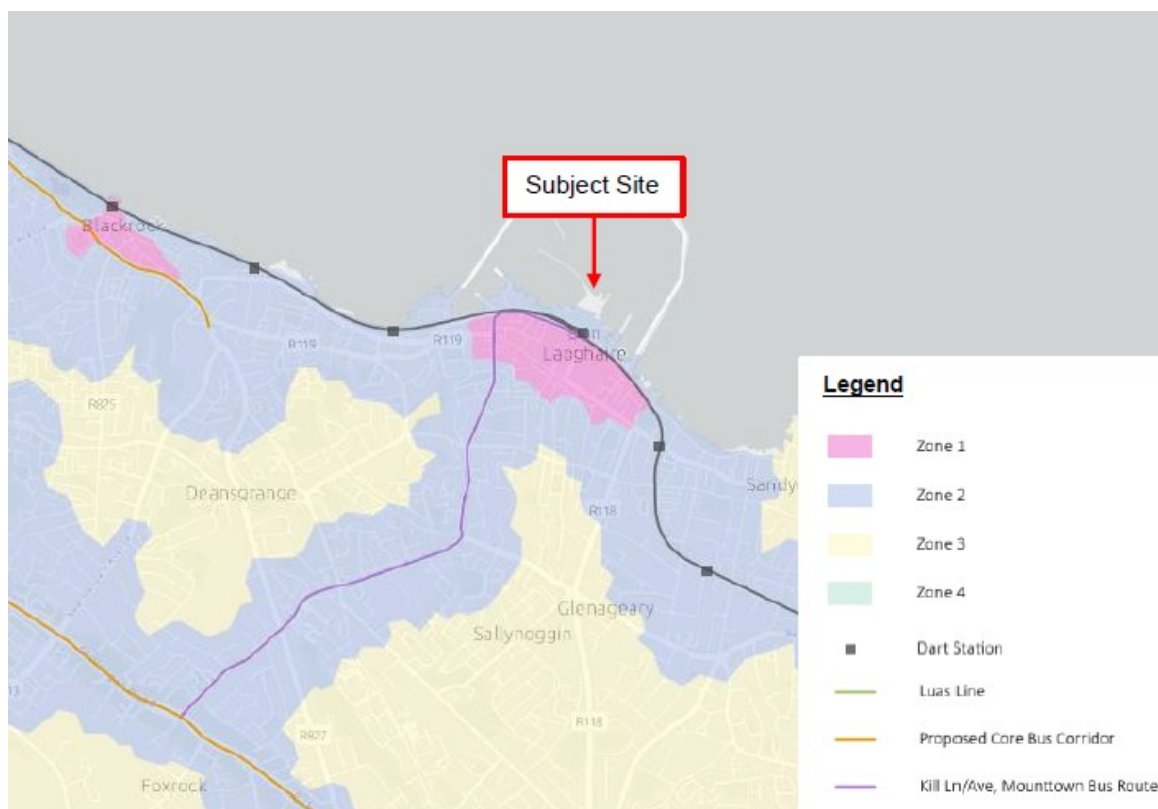 Subject Site
Blackrock
R119
R119
Dún
Laoghaire
R825
Deansgrange
R118
Sandy
Glenageary
Sallynoggin
R118
R827
Foxrock
Legend
Zone 1
Zone 2
Zone 3
Zone 4
Dart Station
Luas Line
Proposed Core Bus Corridor
Kill Ln/Ave, Mounttown Bus Route